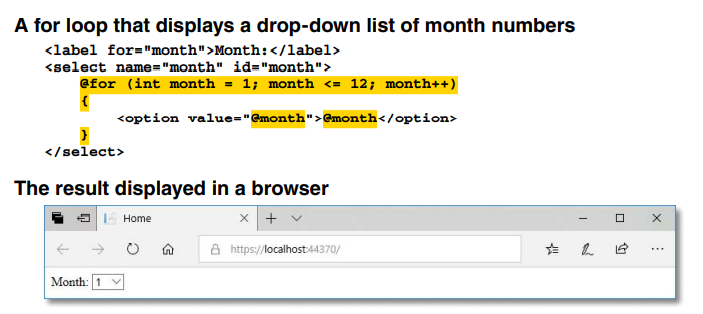 A for loop that displays a drop-down list of month numbers
<label for="month">Month:</label>
<select name="month" id="month">
@for (int month = 1; month <= 12; month++)
{
<option value="@month">@month</option>
}
</select>
The result displayed in a browser
Home
https://localhost:44370/
Month: 1